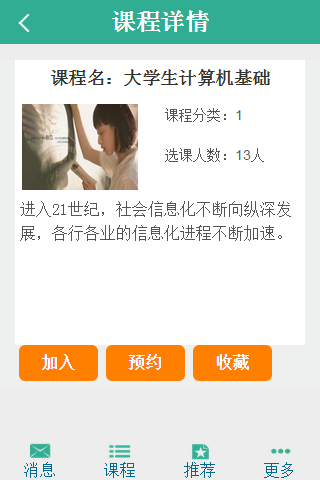 课程详情
课程名：大学生计算机基础
课程分类：1
选课人数：13人
进入21世纪，社会信息化不断向纵深发
展，各行各业的信息化进程不断加速。
加入 预约 收藏
消息 课程 推荐 更多